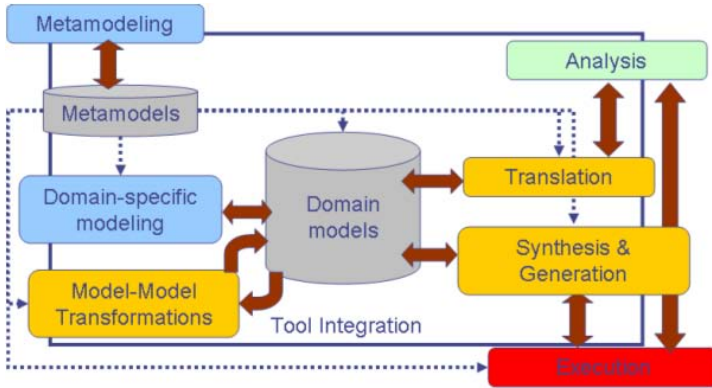 Metamodeling
Analysis
Metamodels
Translation
Domain-specific
modeling
Domain
models
Synthesis &
Generation
Model-Model
Transformations
Tool Integration
Execution